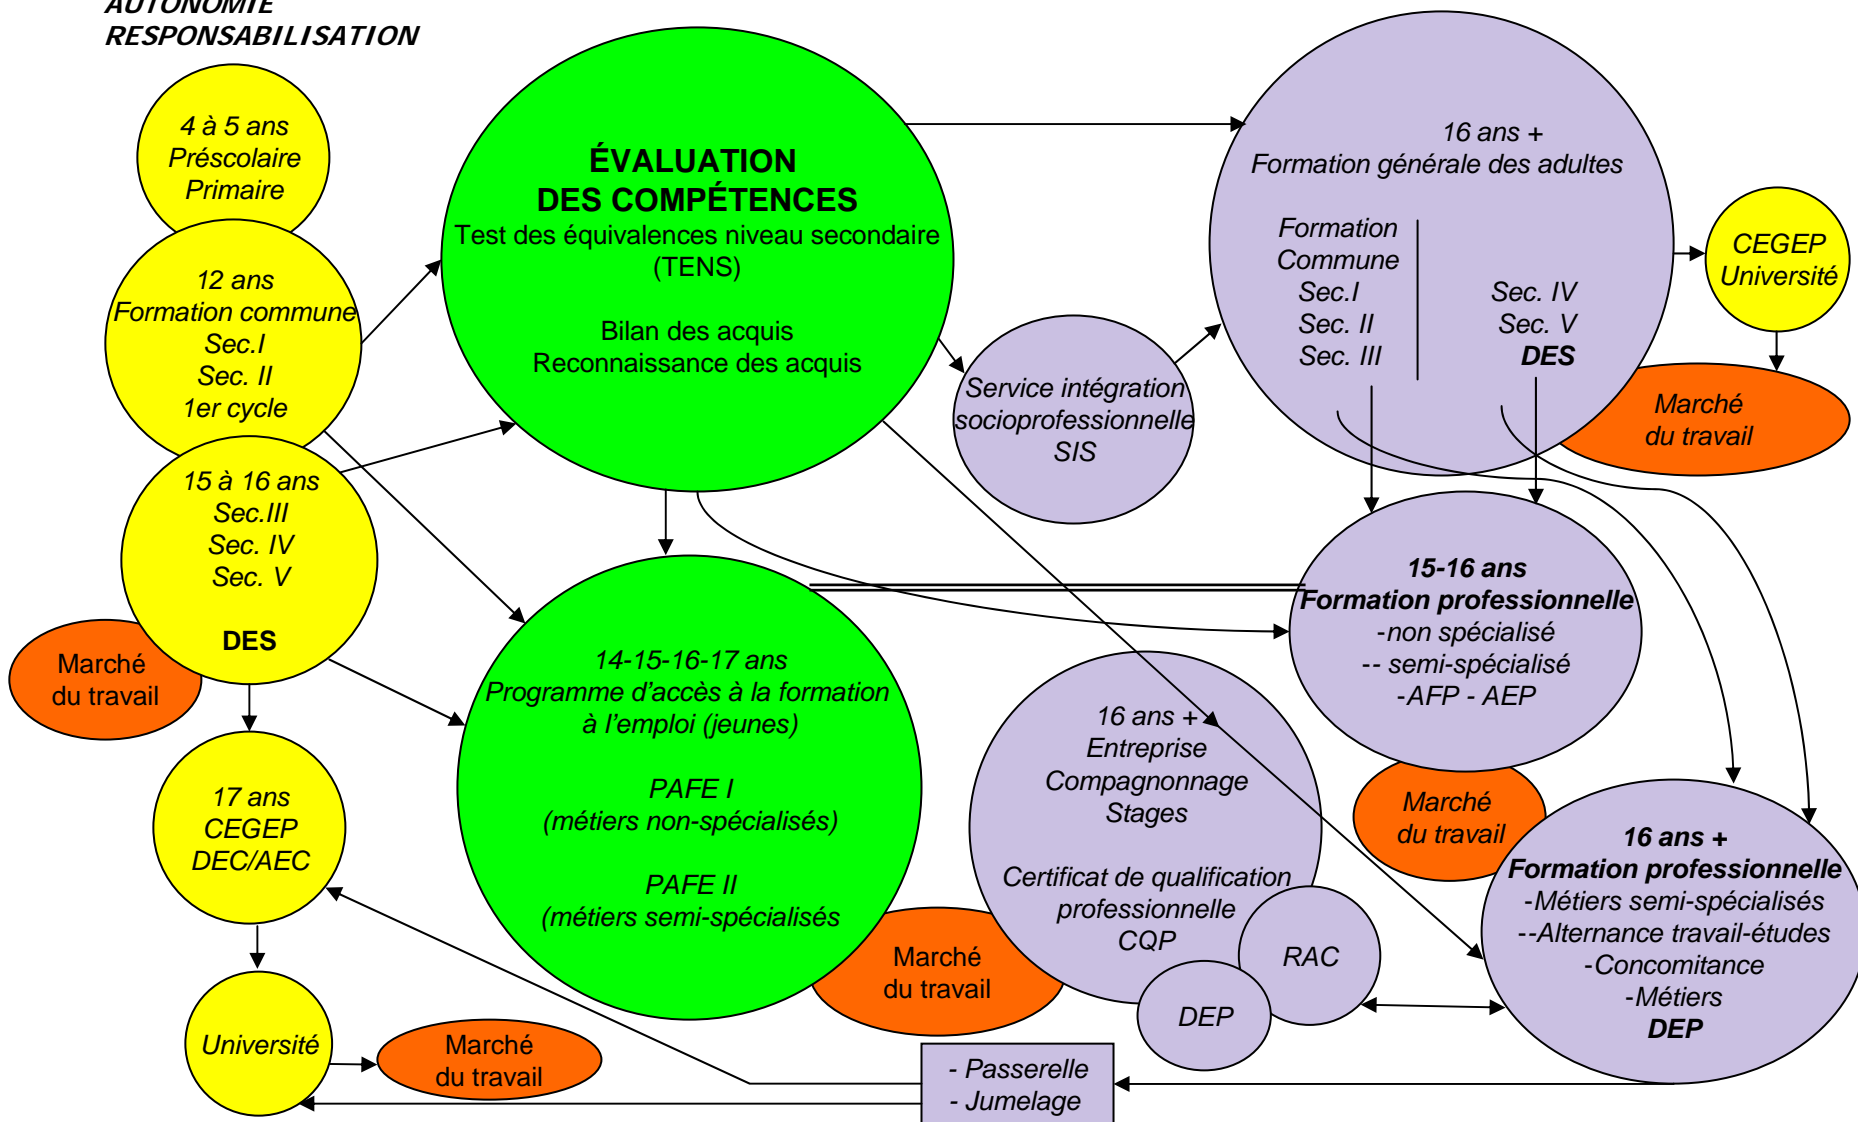 AUTONOMIE
RESPONSABILISATION
4 à 5 ans
Préscolaire
Primaire
12 ans
Formation commune
Sec.I
Sec. II
1er cycle
15 à 16 ans
Sec.III
Sec. IV
Sec. V
DES
Marché
du travail
17 ans
CEGEP
DEC/AEC
Université
Marché
du travail
ÉVALUATION
DES COMPÉTENCES
Test des équivalences niveau secondaire
(TENS)
Bilan des acquis
Reconnaissance des acquis
14-15-16-17 ans
Programme d'accès à la formation
à l'emploi (jeunes)
PAFE I
(métiers non-spécialisés)
PAFE II
(métiers semi-spécialisés
Marché
du travail
Service intégration
socioprofessionnelle
SIS
16 ans +
Formation générale des adultes
Formation
Commune
Sec.I
Sec. II
Sec. III
Sec. IV
Sec. V
DES
CEGEP
Université
Marché
du travail
15-16 ans
Formation professionnelle
-non spécialisé
-- semi-spécialisé
-AFP - AEP
Marché
du travail
16 ans +
Entreprise
Compagnonnage
Stages
Certificat de qualification
professionnelle
CQP
RAC
DEP
16 ans +
Formation professionnelle
-Métiers semi-spécialisés
--Alternance travail-études
-Concomitance
-Métiers
DEP
- Passerelle
- Jumelage